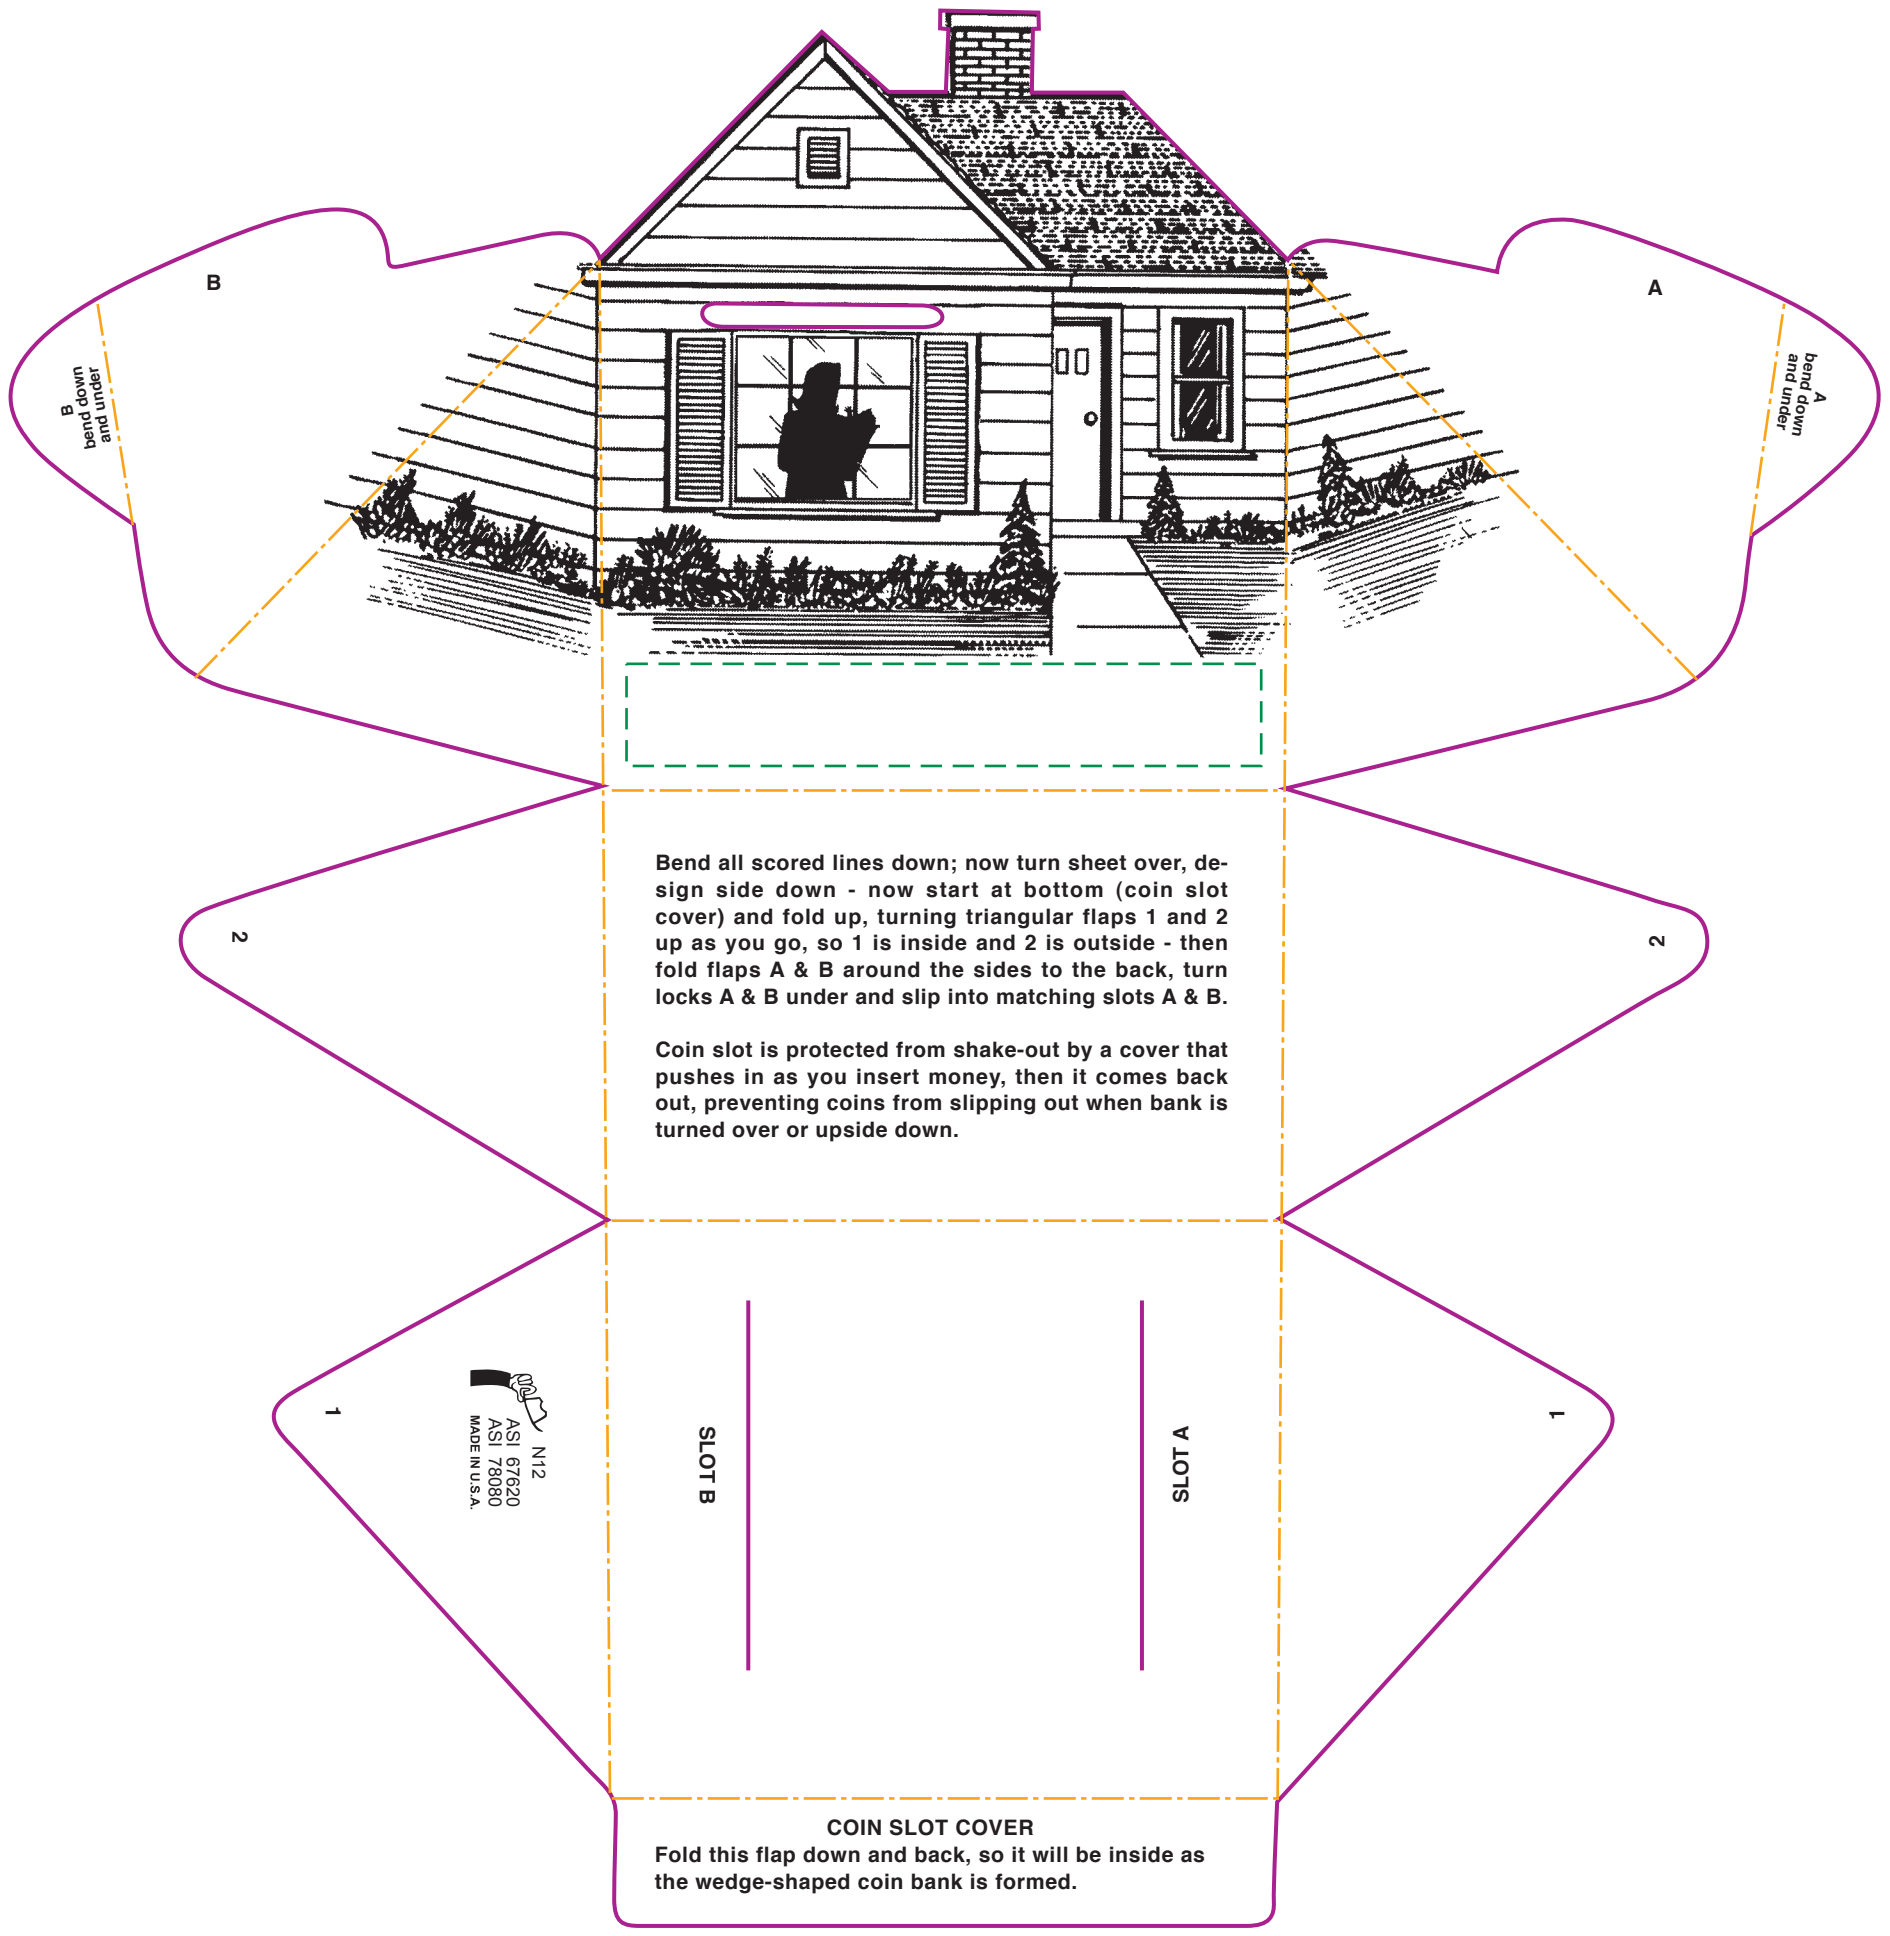 B
A
B
bend down
and under
A
bend down
and under
Bend all scored lines down; now turn sheet over, de-
sign side down - now start at bottom (coin slot
cover) and fold up, turning triangular flaps 1 and 2
up as you go, so 1 is inside and 2 is outside - then
fold flaps A & B around the sides to the back, turn
locks A & B under and slip into matching slots A & B.
Coin slot is protected from shake-out by a cover that
pushes in as you insert money, then it comes back
out, preventing coins from slipping out when bank is
turned over or upside down.
2
2
1
1
N12
ASI 67620
ASI 78080
MADE IN U.S.A.
SLOT B
SLOT A
COIN SLOT COVER
Fold this flap down and back, so it will be inside as
the wedge-shaped coin bank is formed.